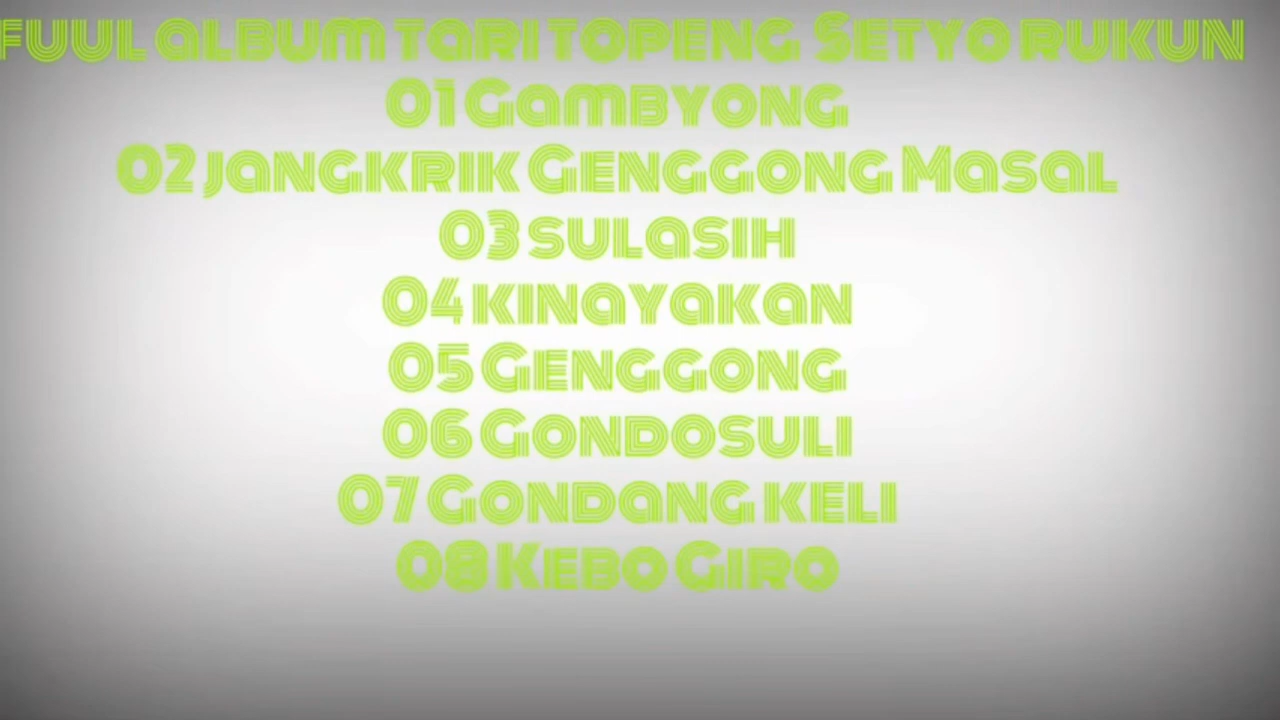 fuul album tari topeng Setyo rukun
01 Gambyong
02 jangkrik Genggong Masal
03 sulasih
04 kinayakan
05 Genggong
06 Gondosuli
07 Gondang keli
08 Kebo Giro